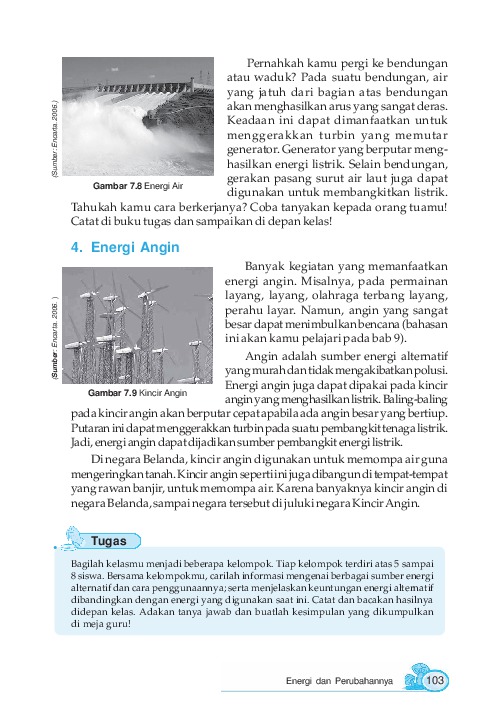 Pernahkah kamu pergi ke bendungan
atau waduk? Pada suatu bendungan, air
yang jatuh dari bagian atas bendungan
akan menghasilkan arus yang sangat deras.
Keadaan ini dapat dimanfaatkan untuk
menggerakkan turbin yang memutar
generator. Generator yang berputar meng-
hasilkan energi listrik. Selain bendungan,
gerakan pasang surut air laut juga dapat
digunakan untuk membangkitkan listrik.
(Sumber: Encarta. 2006.)
Gambar 7.8 Energi Air
Tahukah kamu cara berkerjanya? Coba tanyakan kepada orang tuamu!
Catat di buku tugas dan sampaikan di depan kelas!
4. Energi Angin
Banyak kegiatan yang memanfaatkan
energi angin. Misalnya, pada permainan
layang, layang, olahraga terbang layang,
perahu layar. Namun, angin yang sangat
besar dapat menimbulkan bencana (bahasan
ini akan kamu pelajari pada bab 9).
Angin adalah sumber energi alternatif
yang murah dan tidak mengakibatkan polusi.
Energi angin juga dapat dipakai pada kincir
angin yang menghasilkan listrik. Baling-baling
(Sumber: Encarta. 2006. )
Gambar 7.9 Kincir Angin
pada kincir angin akan berputar cepat apabila ada angin besar yang bertiup.
Putaran ini dapat menggerakkan turbin pada suatu pembangkit tenaga listrik.
Jadi, energi angin dapat dijadikan sumber pembangkit energi listrik.
Di negara Belanda, kincir angin digunakan untuk memompa air guna
mengeringkan tanah. Kincir angin seperti ini juga dibangun di tempat-tempat
yang rawan banjir, untuk memompa air. Karena banyaknya kincir angin di
negara Belanda, sampai negara tersebut di juluki negara Kincir Angin.
Tugas
Bagilah kelasmu menjadi beberapa kelompok. Tiap kelompok terdiri atas 5 sampai
8 siswa. Bersama kelompokmu, carilah informasi mengenai berbagai sumber energi
alternatif dan cara penggunaannya; serta menjelaskan keuntungan energi alternatif
dibandingkan dengan energi yang digunakan saat ini. Catat dan bacakan hasilnya
didepan kelas. Adakan tanya jawab dan buatlah kesimpulan yang dikumpulkan
di meja guru!
Energi dan Perubahannya 103